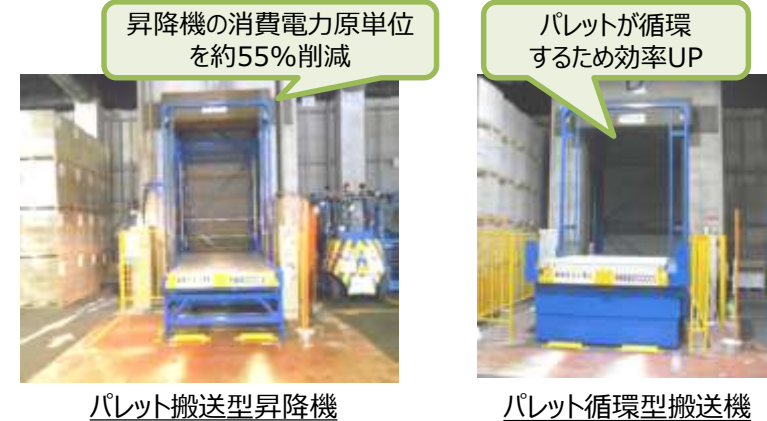 昇降機の消費電力原単位
を約55%削減
パレットが循環
するため効率UP
パレット搬送型昇降機
パレット循環型搬送機